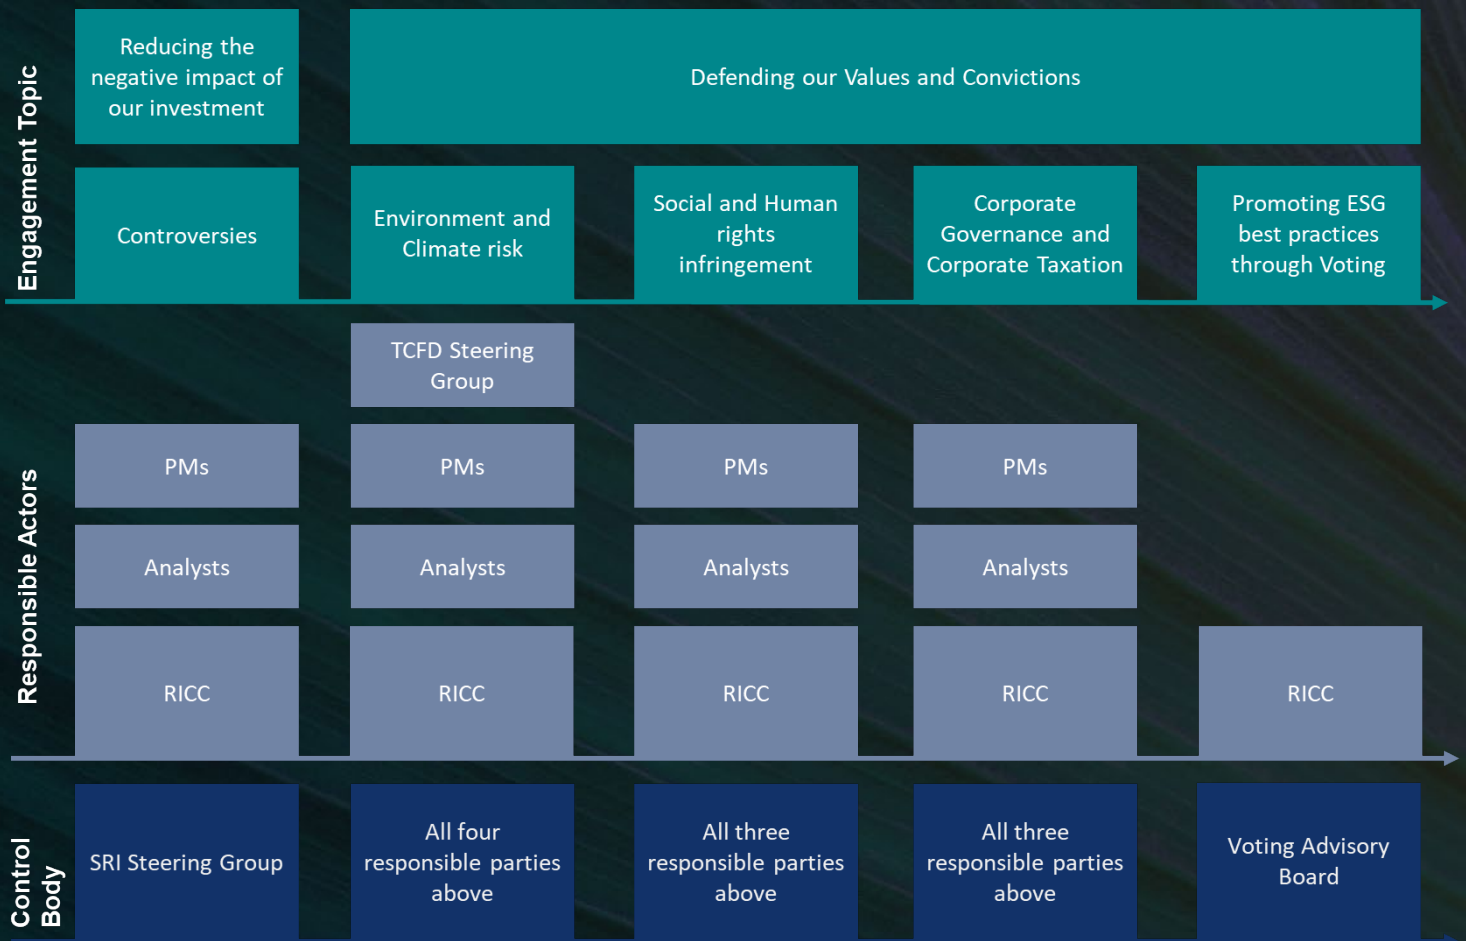 Engagement Topic
Reducing the
negative impact of
our investment
Defending our Values and Convictions
Controversies
Environment and
Climate risk
Social and Human
rights
infringement
Corporate
Governance and
Corporate Taxation
Promoting ESG
best practices
through Voting
Responsible Actors
TCFD Steering
Group
PMs
PMs
PMs
PMs
Analysts
Analysts
Analysts
Analysts
RICC
RICC
RICC
RICC
RICC
Control
Body
SRI Steering Group
All four
responsible parties
above
All three
responsible parties
above
All three
responsible parties
above
Voting Advisory
Board